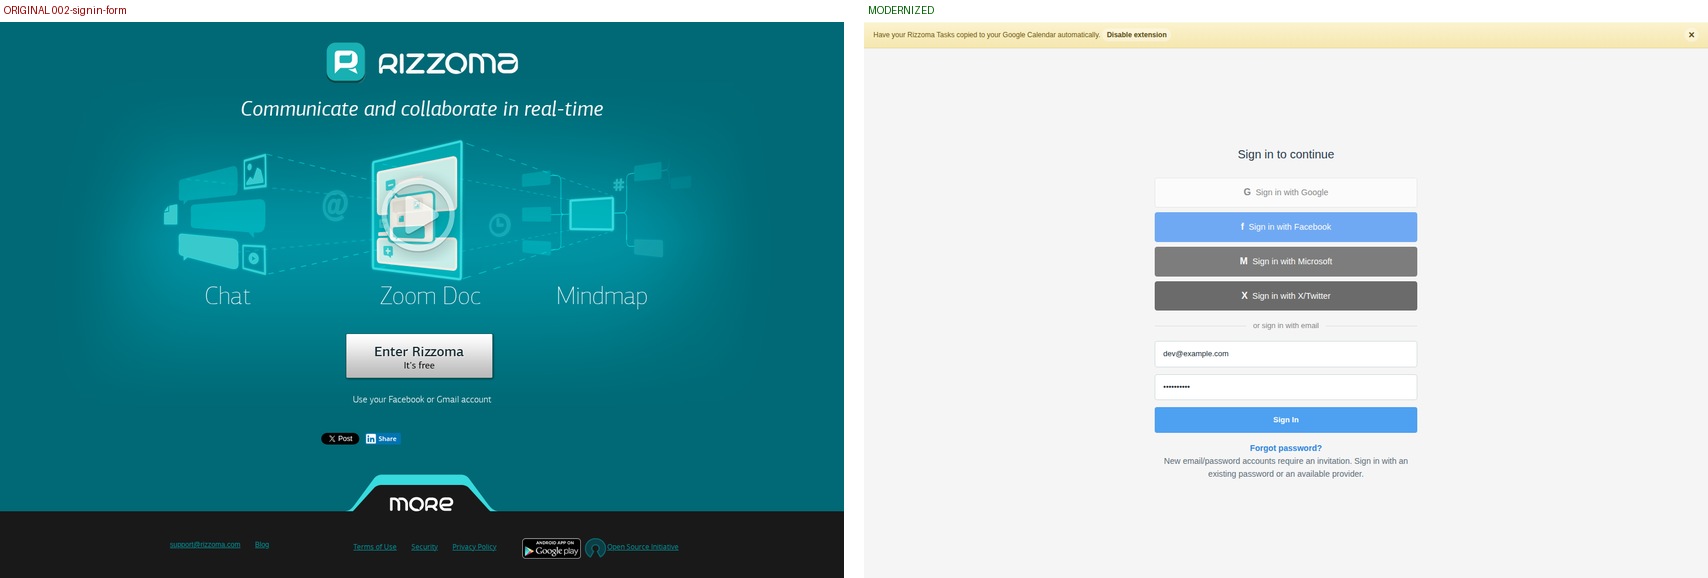 ORIGINAL 002-signin-form
RIZZOMA
Communicate and collaborate in real-time
@
#
Chat Zoom Doc Mindmap
Enter Rizzoma
It's free
Use your Facebook or Gmail account
X Post in Share
MORE
support@rizzoma.com Blog Terms of Use Security Privacy Policy ANDROID APP ON Google play Open Source Initiative
MODERNIZED
Have your Rizzoma Tasks copied to your Google Calendar automatically. Disable extension ×
Sign in to continue
G Sign in with Google
f Sign in with Facebook
M Sign in with Microsoft
X Sign in with X/Twitter
or sign in with email
dev@example.com
••••••••••
Sign In
Forgot password?
New email/password accounts require an invitation. Sign in with an
existing password or an available provider.